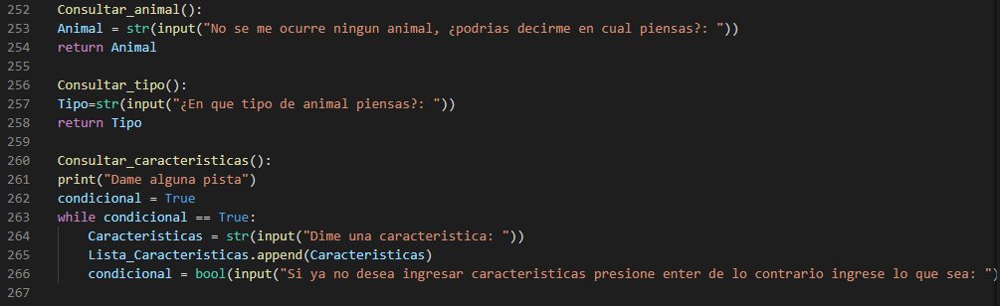 252 Consultar_animal():
253 Animal = str(input("No se me ocurre ningun animal, ¿podrias decirme en cual piensas?: "))
254 return Animal
255
256 Consultar_tipo():
257 Tipo=str(input("¿En que tipo de animal piensas?: "))
258 return Tipo
259
260 Consultar_caracteristicas():
261 print("Dame alguna pista")
262 condicional = True
263 while condicional == True:
264     Caracteristicas = str(input("Dime una caracteristica: "))
265     Lista_Caracteristicas.append(Caracteristicas)
266     condicional = bool(input("Si ya no desea ingresar caracteristicas presione enter de lo contrario ingrese lo que sea: ")
267